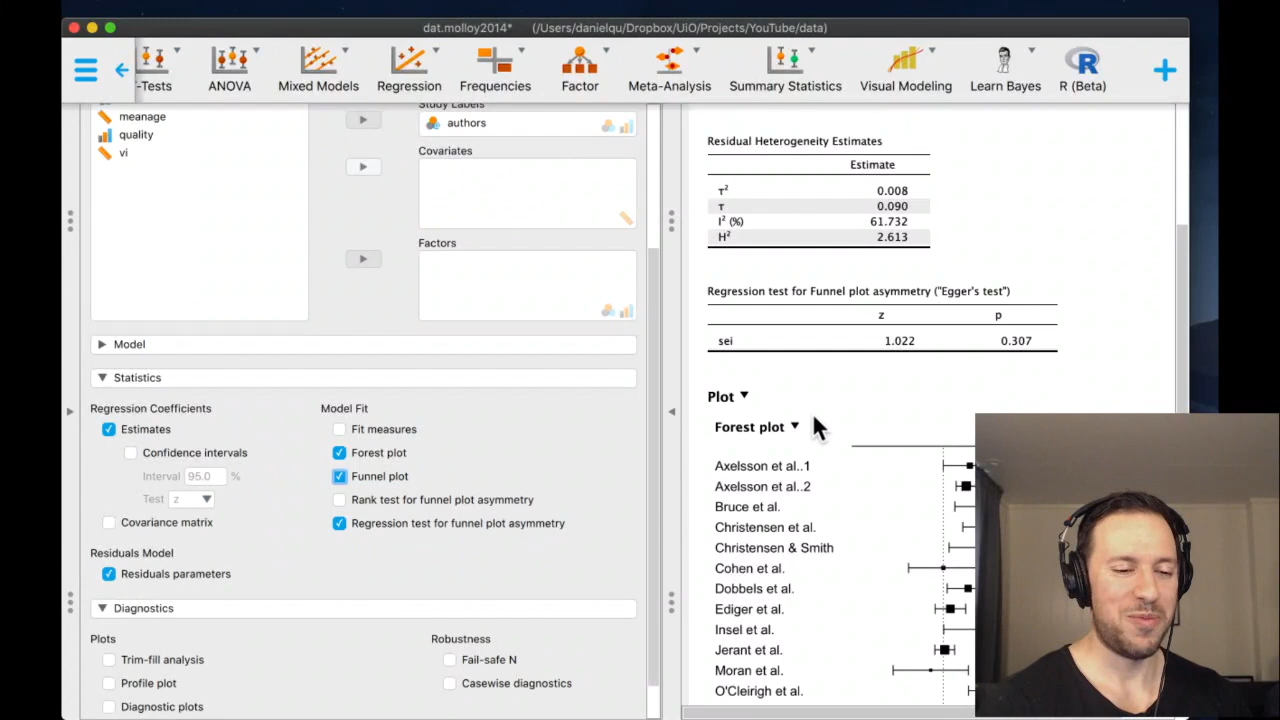 dat.molloy2014* (/Users/danielqu/Dropbox/UiO/Projects/YouTube/data)
-Tests ANOVA Mixed Models Regression Frequencies Factor Meta-Analysis Summary Statistics Visual Modeling Learn Bayes R (Beta)
meanage
quality
vi
Study Labels
authors
Covariates
Factors
Model
Statistics
Regression Coefficients
Estimates
Confidence intervals
Interval 95.0 %
Test z
Covariance matrix
Model Fit
Fit measures
Forest plot
Funnel plot
Rank test for funnel plot asymmetry
Regression test for funnel plot asymmetry
Residuals Model
Residuals parameters
Diagnostics
Plots
Trim-fill analysis
Profile plot
Diagnostic plots
Robustness
Fail-safe N
Casewise diagnostics
Residual Heterogeneity Estimates
Estimate
τ² 0.008
τ 0.090
I² (%) 61.732
H² 2.613
Regression test for Funnel plot asymmetry ("Egger's test")
z p
sei 1.022 0.307
Plot
Forest plot
Axelsson et al..1
Axelsson et al..2
Bruce et al.
Christensen et al.
Christensen & Smith
Cohen et al.
Dobbels et al.
Ediger et al.
Insel et al.
Jerant et al.
Moran et al.
O'Cleirigh et al.